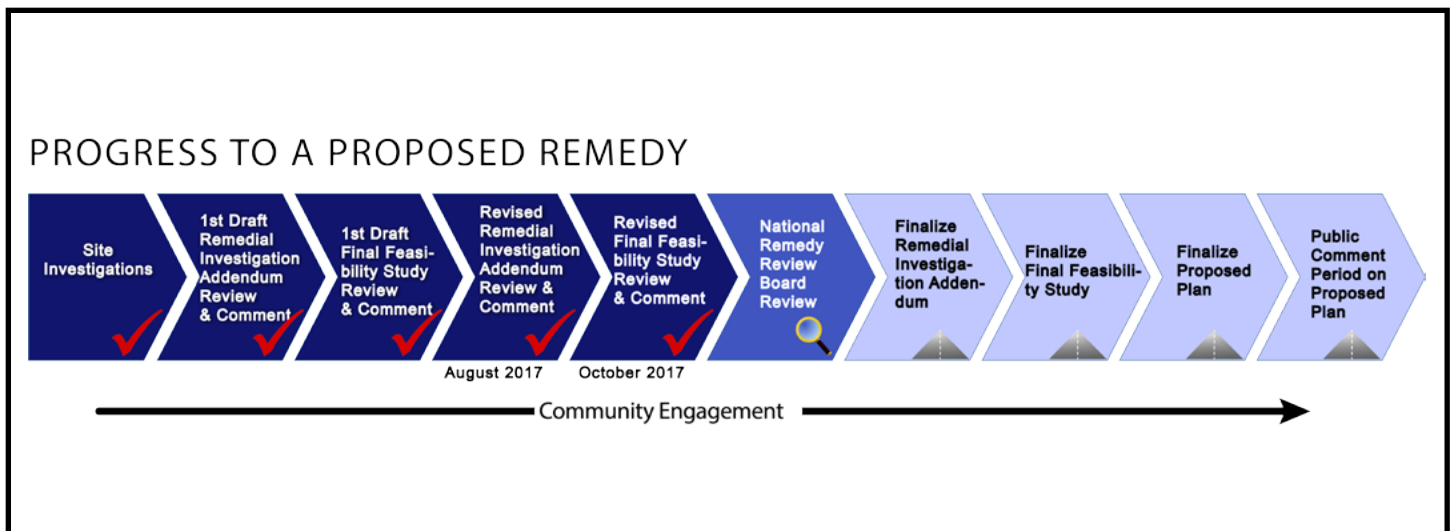 PROGRESS TO A PROPOSED REMEDY
Site
Investigations
1st Draft
Remedial
Investigation
Addendum
Review
& Comment
1st Draft
Final Feasi-
bility Study
Review
& Comment
Revised
Remedial
Investigation
Addendum
Review &
Comment
Revised
Final Feasi-
bility Study
Review
& Comment
National
Remedy
Review
Board
Review
Finalize
Remedial
Investiga-
tion Adden-
dum
Finalize
Final Feasibili-
ty Study
Finalize
Proposed
Plan
Public
Comment
Period on
Proposed
Plan
August 2017
October 2017
Community Engagement